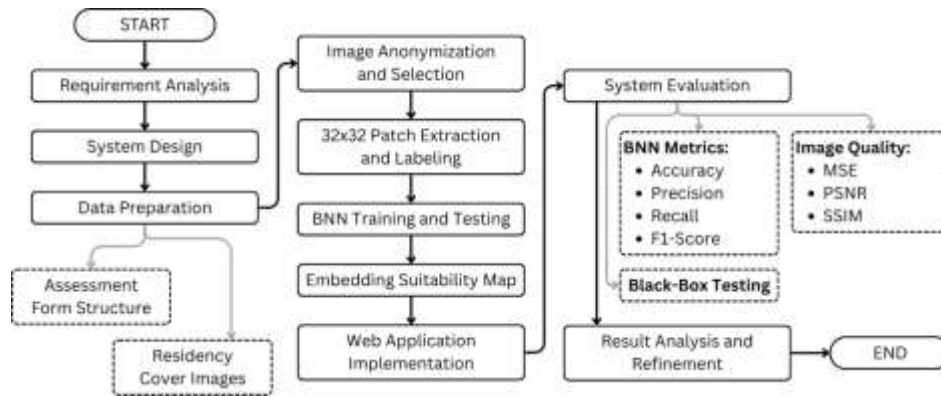 START
Requirement Analysis
System Design
Data Preparation
Assessment
Form Structure
Residency
Cover Images
Image Anonymization
and Selection
32x32 Patch Extraction
and Labeling
BNN Training and Testing
Embedding Suitability Map
Web Application
Implementation
System Evaluation
BNN Metrics:
• Accuracy
• Precision
• Recall
• F1-Score
Image Quality:
• MSE
• PSNR
• SSIM
Black-Box Testing
Result Analysis and
Refinement
END